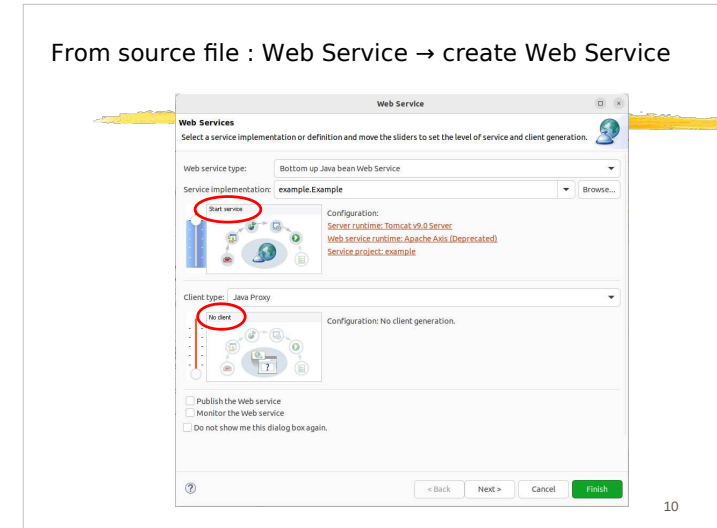 From source file : Web Service → create Web Service
Web Service
Web Services
Select a service implementation or definition and move the sliders to set the level of service and client generation.
Web service type: Bottom up Java bean Web Service
Service implementation: example.Example Browse...
Start service
Configuration:
Server runtime: Tomcat v9.0 Server
Web service runtime: Apache Axis (Deprecated)
Service project: example
Client type: Java Proxy
No client
Configuration: No client generation.
?
Publish the Web service
Monitor the Web service
Do not show me this dialog box again.
? < Back Next > Cancel Finish
10